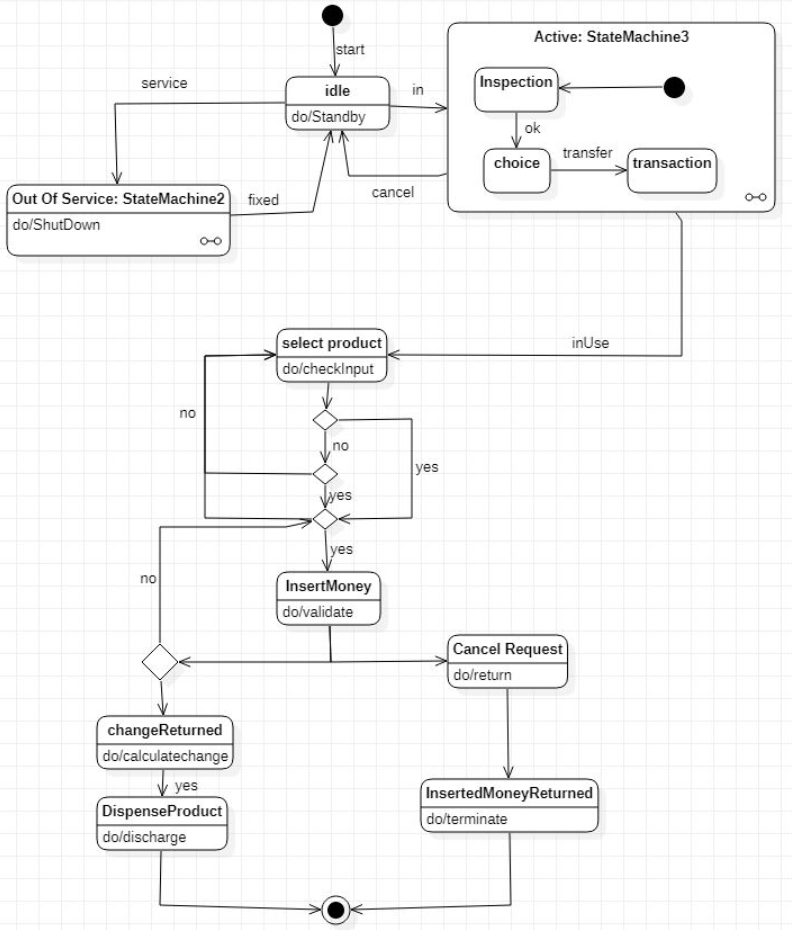 start
Active: StateMachine3
idle
do/Standby
in
Inspection
service
ok
choice
transfer
transaction
cancel
Out Of Service: StateMachine2
do/ShutDown
fixed
select product
do/checkInput
inUse
no
no
yes
yes
yes
InsertMoney
do/validate
no
Cancel Request
do/return
changeReturned
do/calculatechange
yes
InsertedMoneyReturned
do/terminate
DispenseProduct
do/discharge